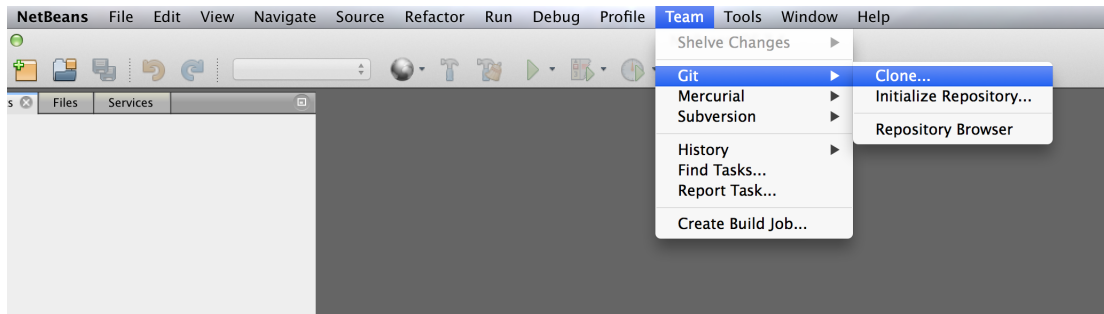 NetBeans File Edit View Navigate Source Refactor Run Debug Profile Team Tools Window Help
Shelve Changes
Git
Clone...
Mercurial
Initialize Repository...
Subversion
Repository Browser
History
Find Tasks...
Report Task...
Create Build Job...
s Files Services